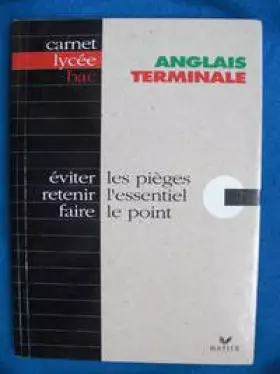 carnet
lycée
bac
ANGLAIS
TERMINALE
éviter les pièges
retenir l'essentiel
faire le point
HATIER